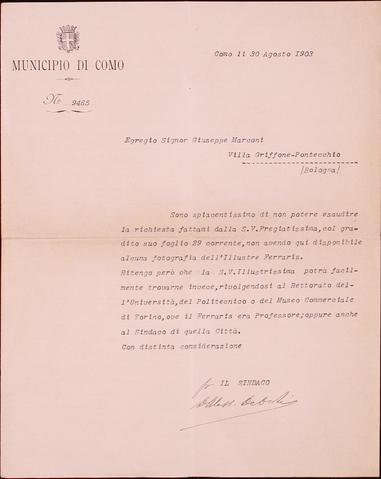 MUNICIPIO DI COMO
No 9465
Como li 30 Agosto 1903
Egregio Signor Giuseppe Marconi
Villa Griffone-Pontecchio
/Bologna/
Sono spiacentissimo di non potere esaudire
la richiesta fattami dalla S.V.Pregiatissima, col gra-
dito suo foglio 29 corrente, non avendo qui disponibile
alcuna fotografia dell'Illustre Ferraris.
Ritengo però che la S.V.Illustrissima potrà facil-
mente trovarne invece, rivolgendosi al Rettorato del-
l'Università, del Politecnico o del Museo Commerciale
di Torino, ove il Ferraris era Professore; oppure anche
al Sindaco di quella Città.
Con distinta considerazione
IL SINDACO